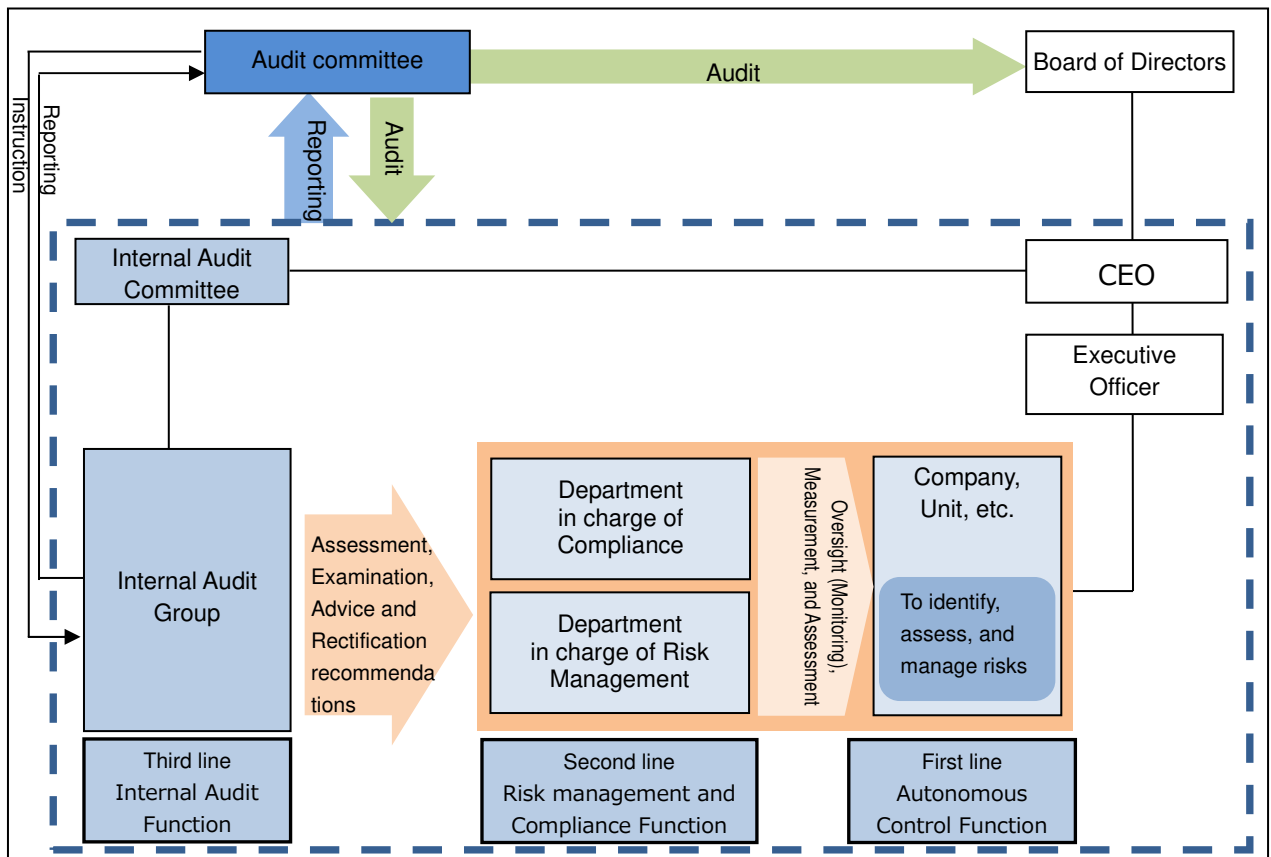 Audit committee
Audit
Board of Directors
Instruction
Reporting
Reporting
Audit
Internal Audit
Committee
CEO
Executive
Officer
Internal Audit
Group
Assessment,
Examination,
Advice and
Rectification
recommenda
tions
Department
in charge of
Compliance
Department
in charge of Risk
Management
Oversight (Monitoring),
Measurement, and Assessment
Company,
Unit, etc.
To identify,
assess, and
manage risks
Third line
Internal Audit
Function
Second line
Risk management and
Compliance Function
First line
Autonomous
Control Function